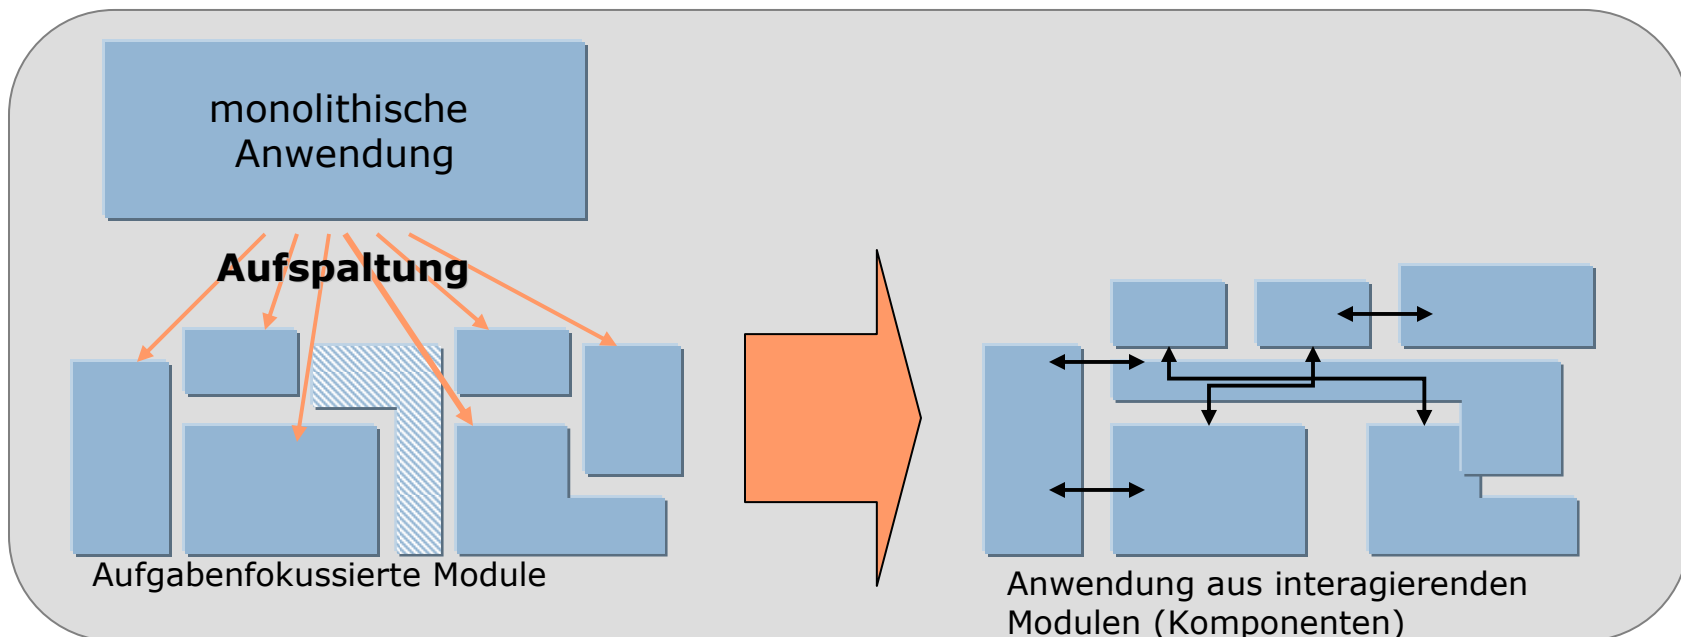 monolithische
Anwendung
Aufspaltung
Aufgabenfokussierte Module
Anwendung aus interagierenden
Modulen (Komponenten)